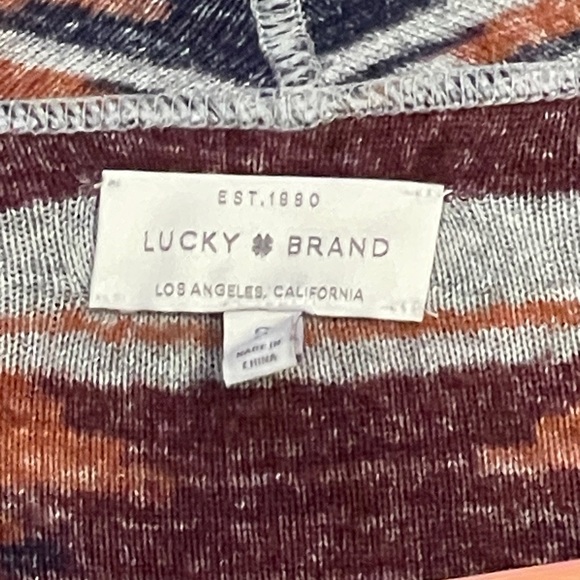 EST.1990
LUCKY BRAND
LOS ANGELES, CALIFORNIA
S
MADE IN
CHINA